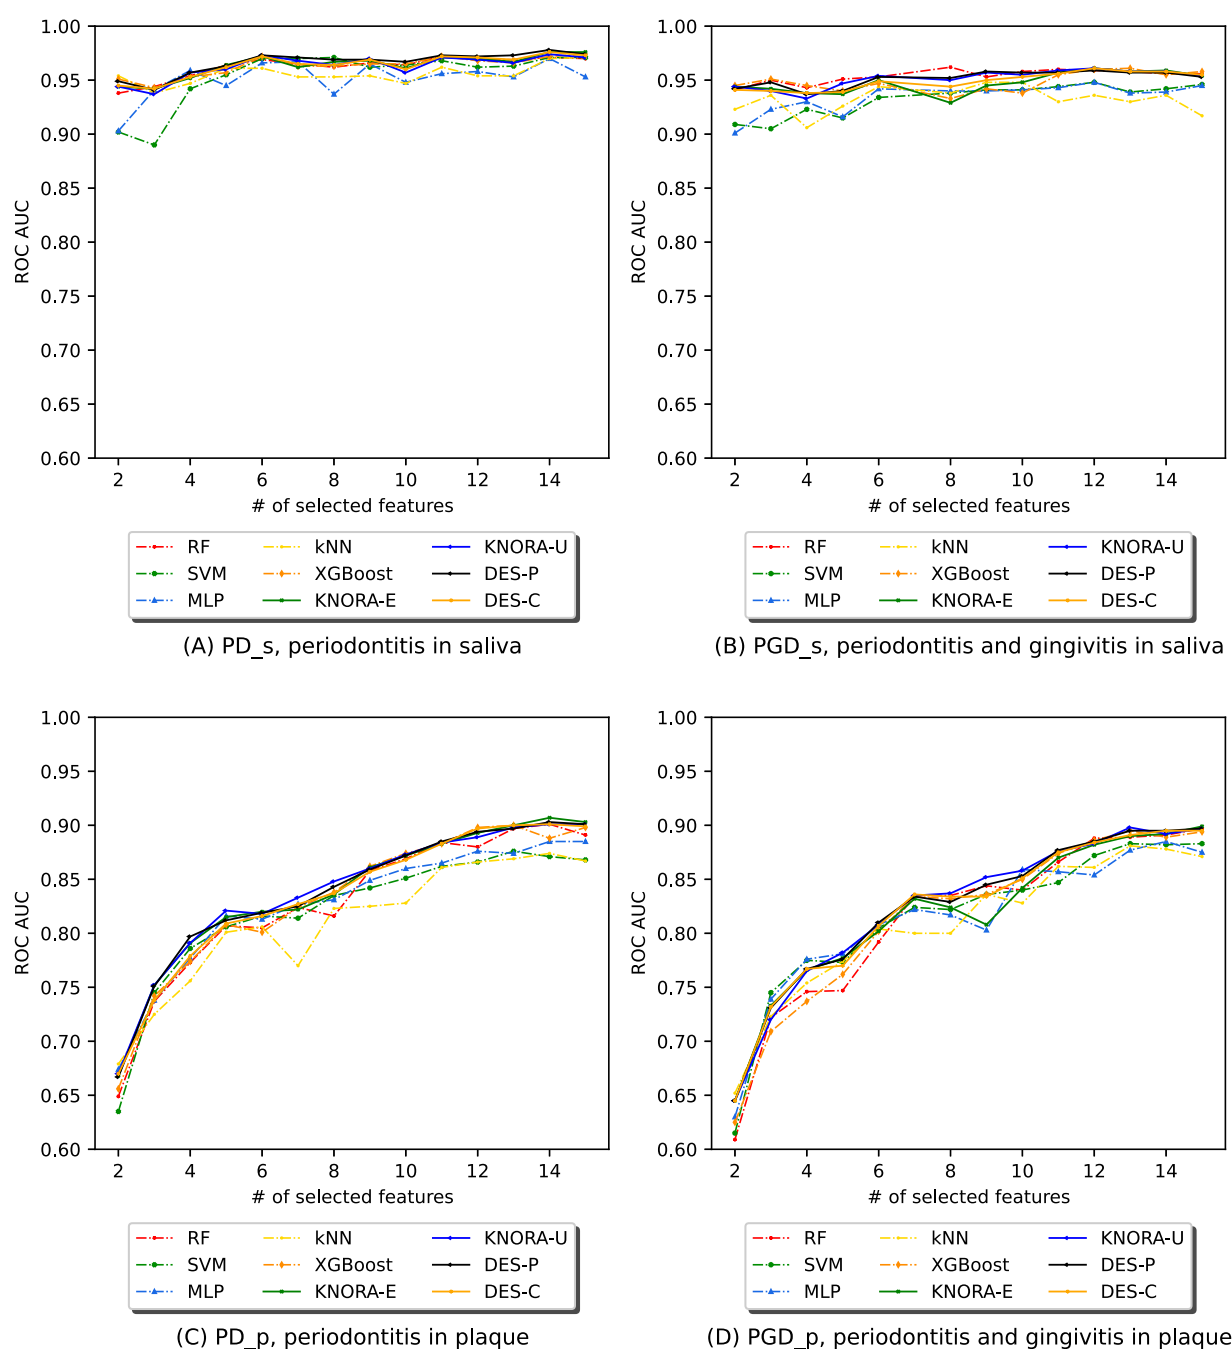 1.00
0.95
0.90
0.85
0.80
0.75
0.70
0.65
0.60
ROC AUC
2 4 6 8 10 12 14
# of selected features
RF kNN KNORA-U
SVM XGBoost DES-P
MLP KNORA-E DES-C
(A) PD_s, periodontitis in saliva
1.00
0.95
0.90
0.85
0.80
0.75
0.70
0.65
0.60
ROC AUC
2 4 6 8 10 12 14
# of selected features
RF kNN KNORA-U
SVM XGBoost DES-P
MLP KNORA-E DES-C
(B) PGD_s, periodontitis and gingivitis in saliva
1.00
0.95
0.90
0.85
0.80
0.75
0.70
0.65
0.60
ROC AUC
2 4 6 8 10 12 14
# of selected features
RF kNN KNORA-U
SVM XGBoost DES-P
MLP KNORA-E DES-C
(C) PD_p, periodontitis in plaque
1.00
0.95
0.90
0.85
0.80
0.75
0.70
0.65
0.60
ROC AUC
2 4 6 8 10 12 14
# of selected features
RF kNN KNORA-U
SVM XGBoost DES-P
MLP KNORA-E DES-C
(D) PGD_p, periodontitis and gingivitis in plaque